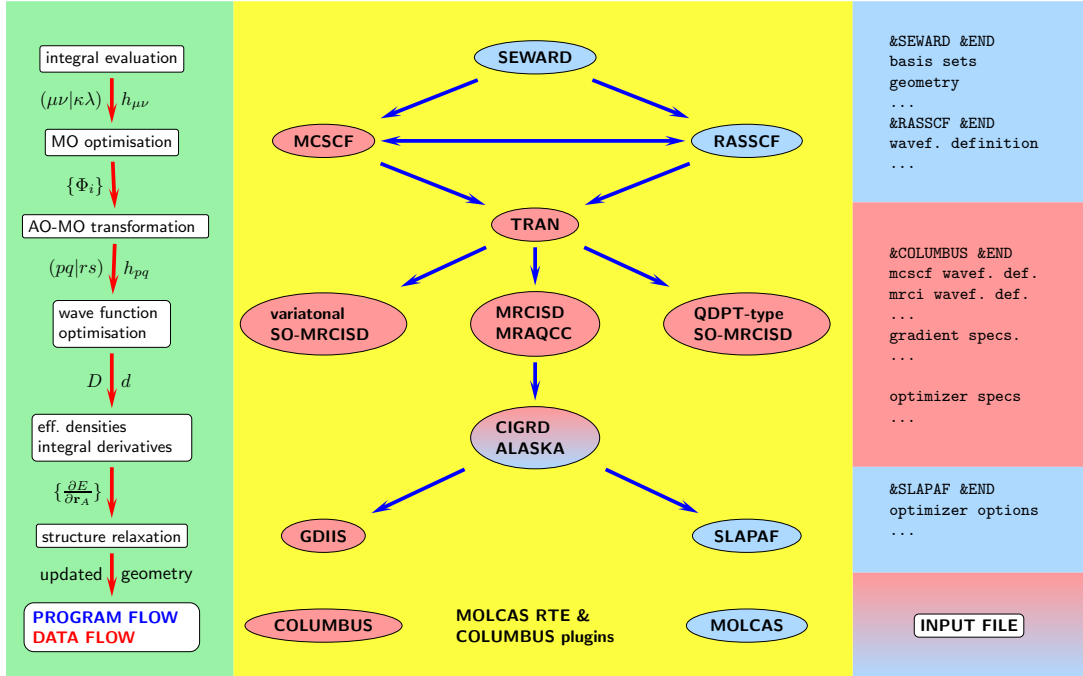 integral evaluation
(μν|κλ) h_{μν}
MO optimisation
{Φ_i}
AO-MO transformation
(pq|rs) h_{pq}
wave function
optimisation
D d
eff. densities
integral derivatives
{∂E/∂r_A}
structure relaxation
updated geometry
PROGRAM FLOW
DATA FLOW
SEWARD
MCSCF
RASSCF
TRAN
variatonal
SO-MRCISD
MRCISD
MRAQCC
QDPT-type
SO-MRCISD
CIGRD
ALASKA
GDIIS
SLAPAF
COLUMBUS
MOLCAS RTE &
COLUMBUS plugins
MOLCAS
&SEWARD &END
basis sets
geometry
...
&RASSCF &END
wavef. definition
...
&COLUMBUS &END
mcscf wavef. def.
mrci wavef. def.
...
gradient specs.
...
optimizer specs
...
&SLAPAF &END
optimizer options
...
INPUT FILE